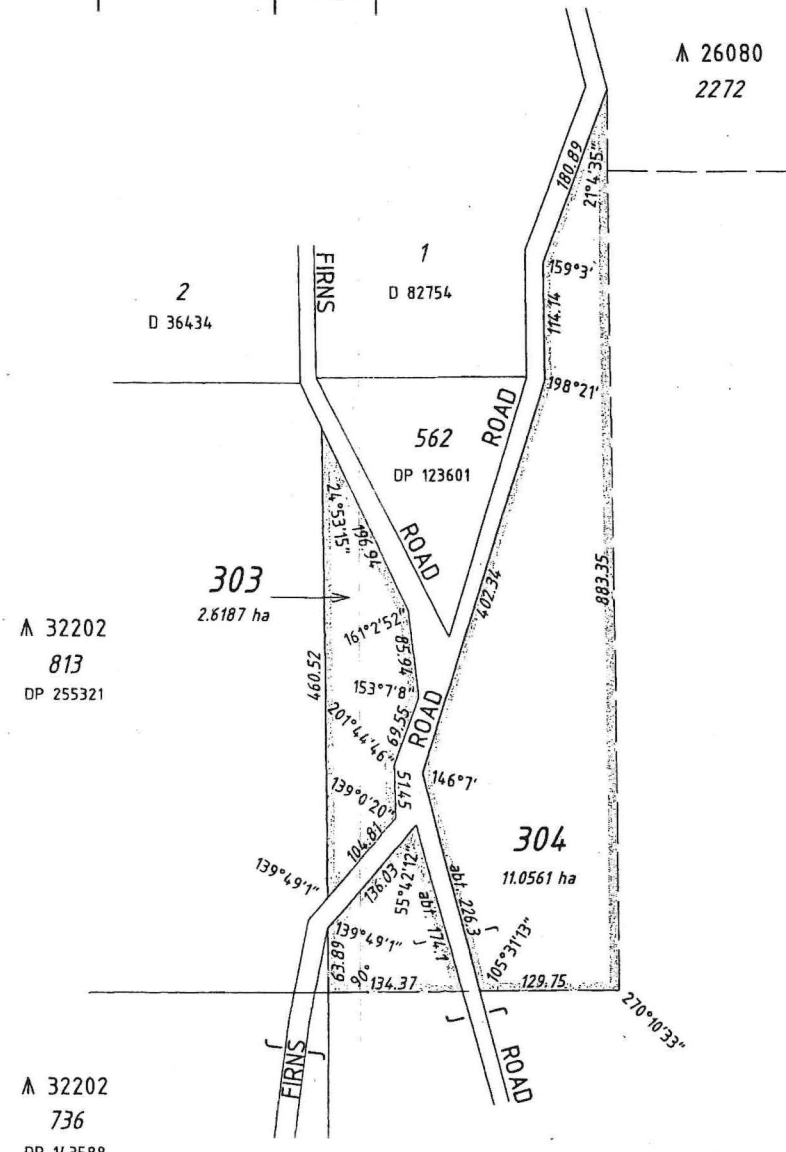 ⩚ 26080
2272
180.89
21°4'35"
FIRNS
1
D 82754
159°3'
2
D 36434
114.14
198°21'
ROAD
562
DP 123601
24°53'15"
196.94
ROAD
402.34
883.35
303
2.6187 ha
161°2'52"
⩚ 32202
813
DP 255321
460.52
85.94
153°7'8"
69.55
ROAD
201°44'46"
146°7'
139°0'20"
51.45
104.81
304
11.0561 ha
139°49'1"
136.03
55°42'12"
abt. 174.1
abt. 226.3
139°49'1"
105°31'13"
63.89
90°
134.37
129.75
270°10'33"
FIRNS
ROAD
⩚ 32202
736
DP 143588